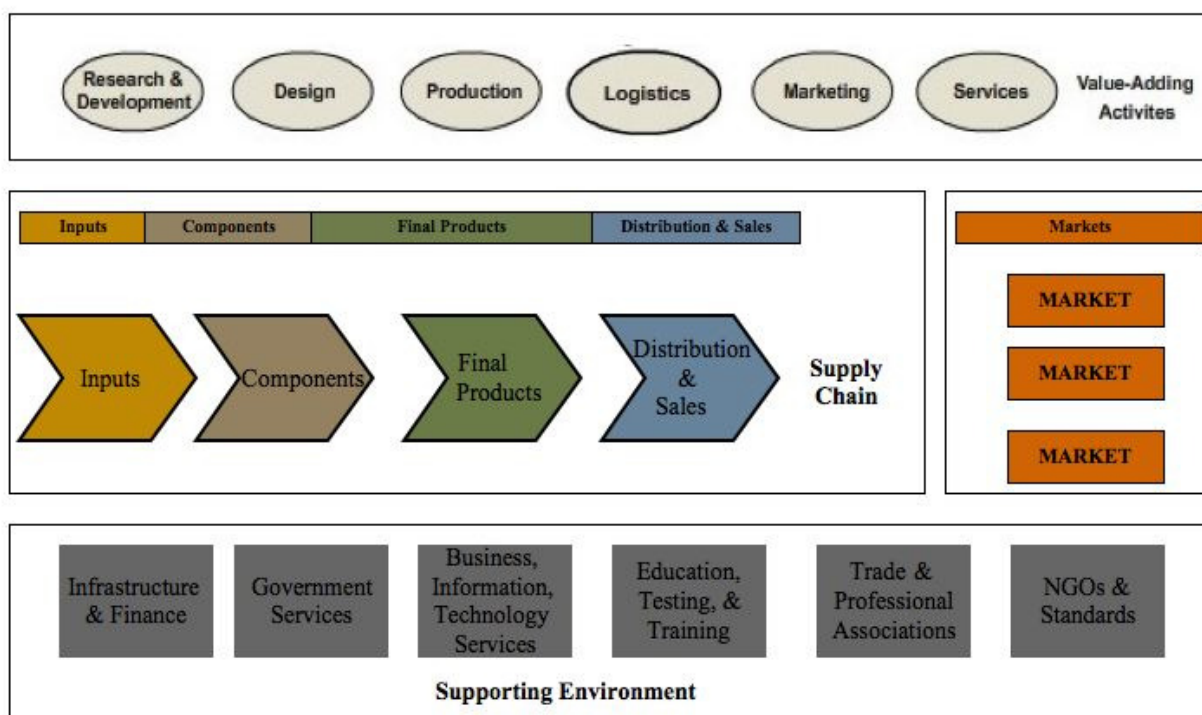 Research &
Development
Design
Production
Logistics
Marketing
Services
Value-Adding
Activites
Inputs
Components
Final Products
Distribution & Sales
Markets
Inputs
Components
Final
Products
Distribution
&
Sales
Supply
Chain
MARKET
MARKET
MARKET
Infrastructure
& Finance
Government
Services
Business,
Information,
Technology
Services
Education,
Testing, &
Training
Trade &
Professional
Associations
NGOs &
Standards
Supporting Environment